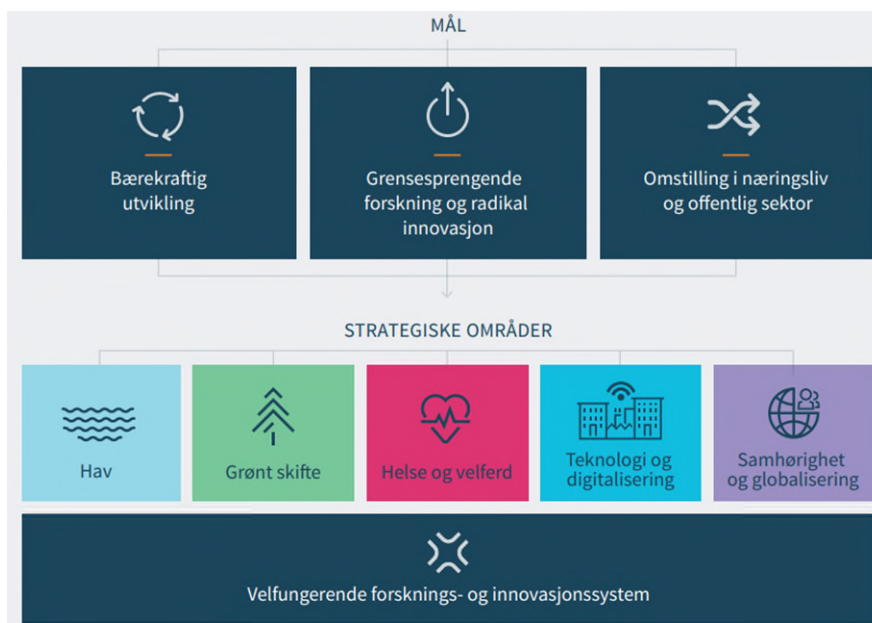 MÅL
Bærekraftig
utvikling
Grensesprengende
forskning og radikal
innovasjon
Omstilling i næringsliv
og offentlig sektor
STRATEGISKE OMRÅDER
Hav
Grønt skifte
Helse og velferd
Teknologi og
digitalisering
Samhørighet
og globalisering
Velfungerende forsknings- og innovasjonssystem